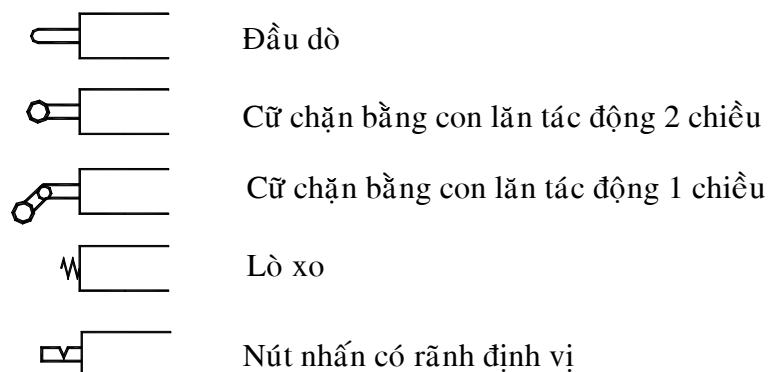 Đầu dò
Cữ chặn bằng con lăn tác động 2 chiều
Cữ chặn bằng con lăn tác động 1 chiều
Lò xo
Nút nhấn có rãnh định vị